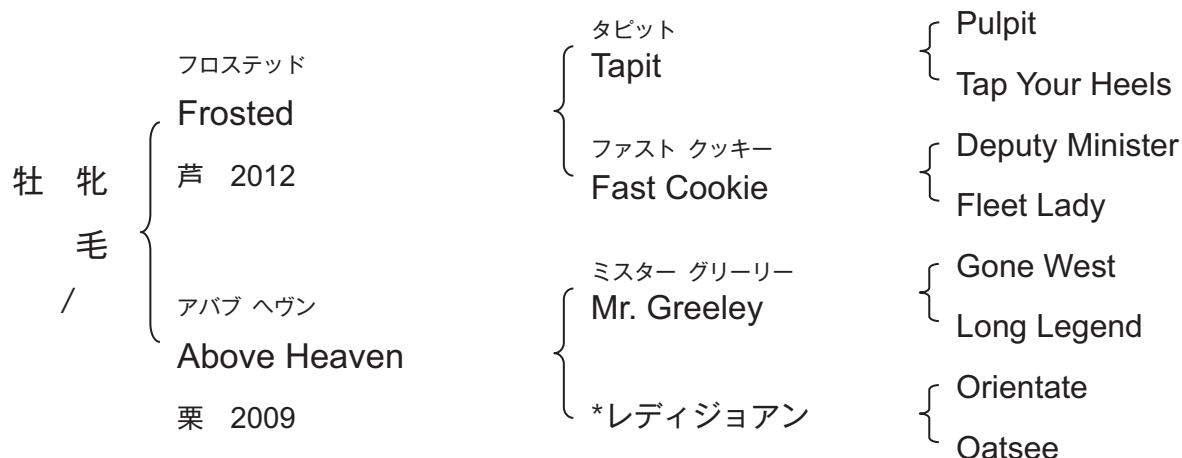 牡 牝
毛
/
フロステッド
Frosted
芦 2012
アバブ ヘヴン
Above Heaven
栗 2009
タピット
Tapit
ファスト クッキー
Fast Cookie
ミスター グリーリー
Mr. Greeley
*レディジョアン
Pulpit
Tap Your Heels
Deputy Minister
Fleet Lady
Gone West
Long Legend
Orientate
Oatsee